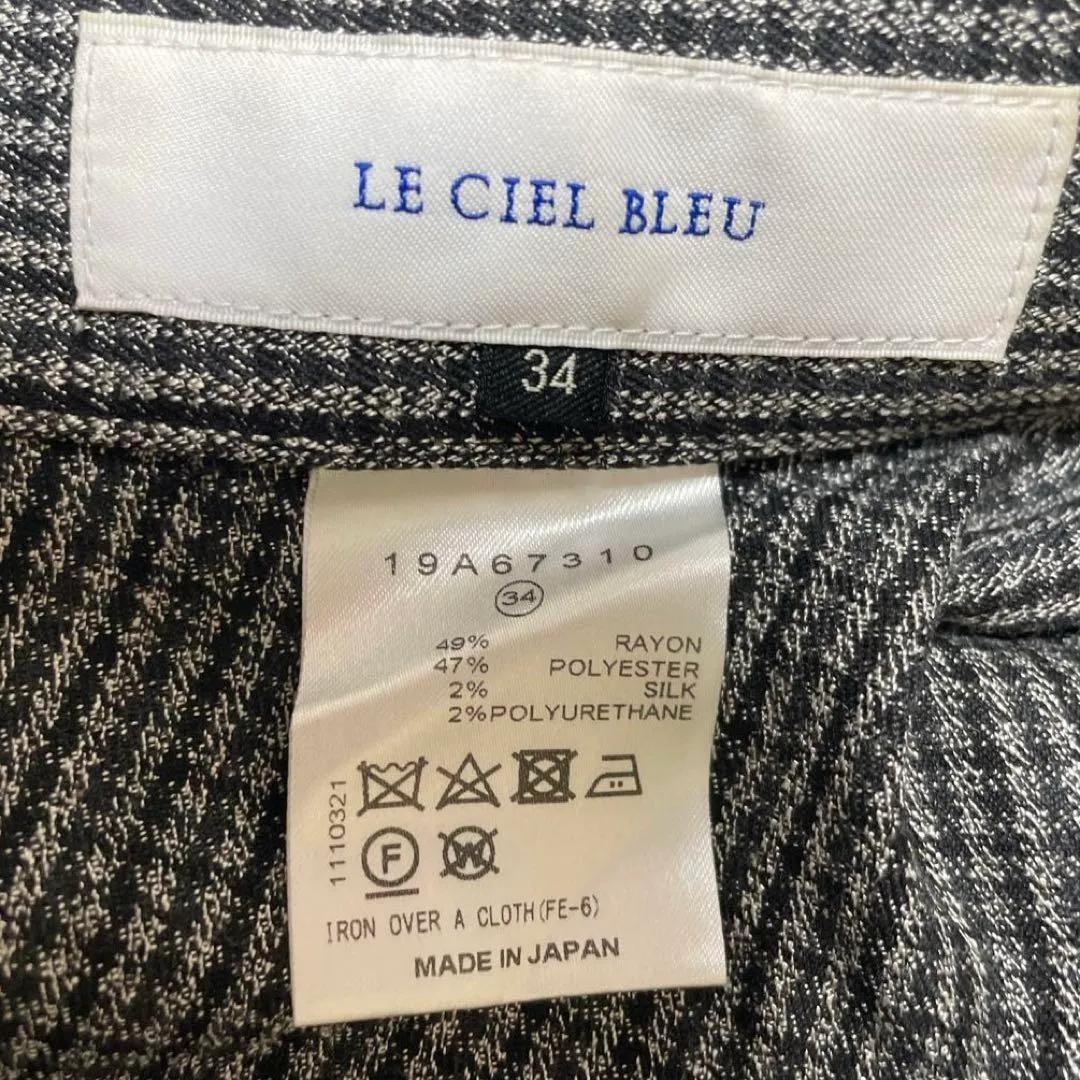 LE CIEL BLEU
34
19A67310
34
49% RAYON
47% POLYESTER
2% SILK
2% POLYURETHANE
1110321
F W
IRON OVER A CLOTH(FE-6)
MADE IN JAPAN